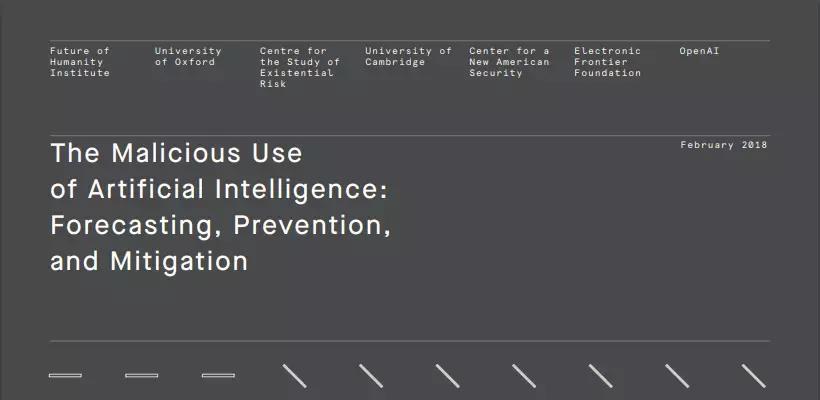 Future of
Humanity
Institute
University
of Oxford
Centre for
the Study of
Existential
Risk
University of
Cambridge
Center for a
New American
Security
Electronic
Frontier
Foundation
OpenAI
February 2018
The Malicious Use
of Artificial Intelligence:
Forecasting, Prevention,
and Mitigation